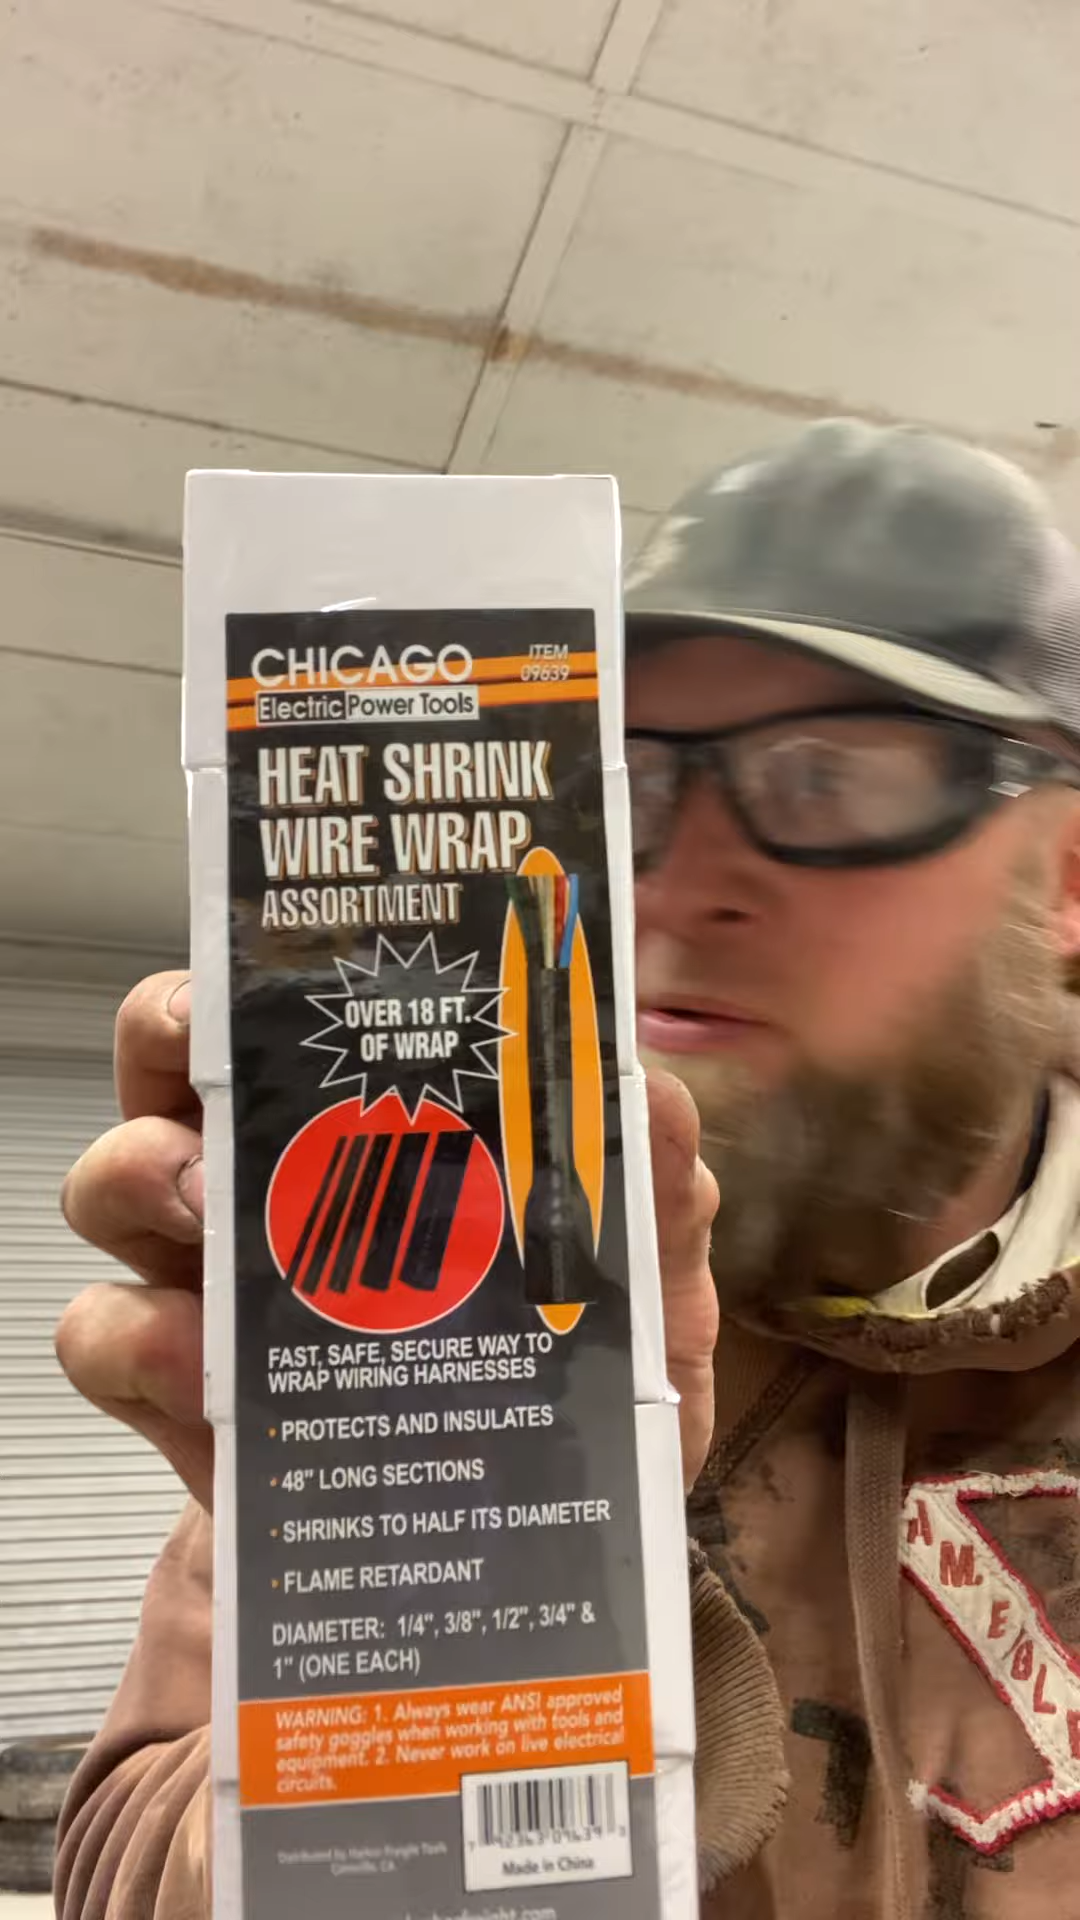 CHICAGO
Electric Power Tools
ITEM
09639
HEAT SHRINK
WIRE WRAP
ASSORTMENT
OVER 18 FT.
OF WRAP
FAST, SAFE, SECURE WAY TO
WRAP WIRING HARNESSES
• PROTECTS AND INSULATES
• 48" LONG SECTIONS
• SHRINKS TO HALF ITS DIAMETER
• FLAME RETARDANT
DIAMETER: 1/4", 3/8", 1/2", 3/4" &
1" (ONE EACH)
WARNING: 1. Always wear ANSI approved
safety goggles when working with tools and
equipment. 2. Never work on live electrical
circuits.
Made in China
Distributed by Harbor Freight Tools
CA
A M. E